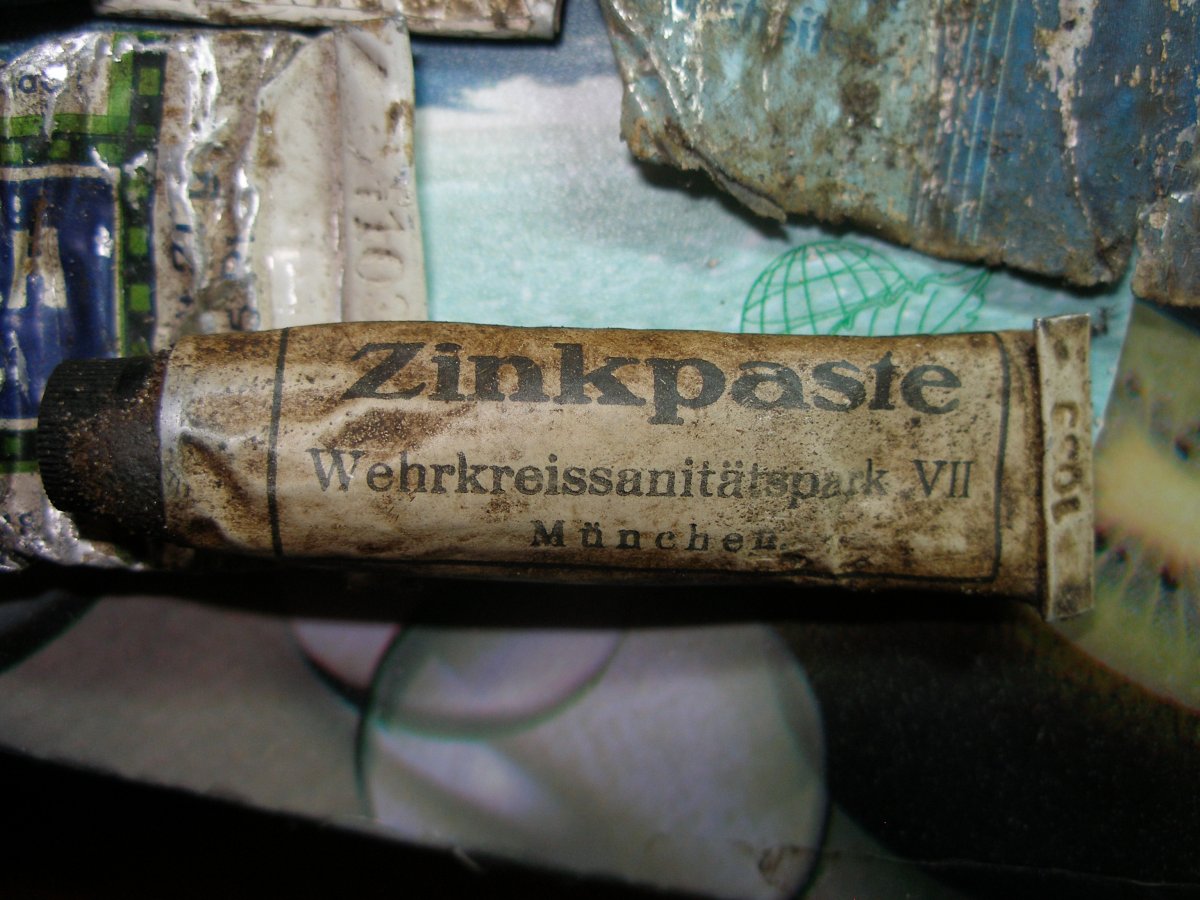 Zinkpaste
Wehrkreissanitätspark VII
München.